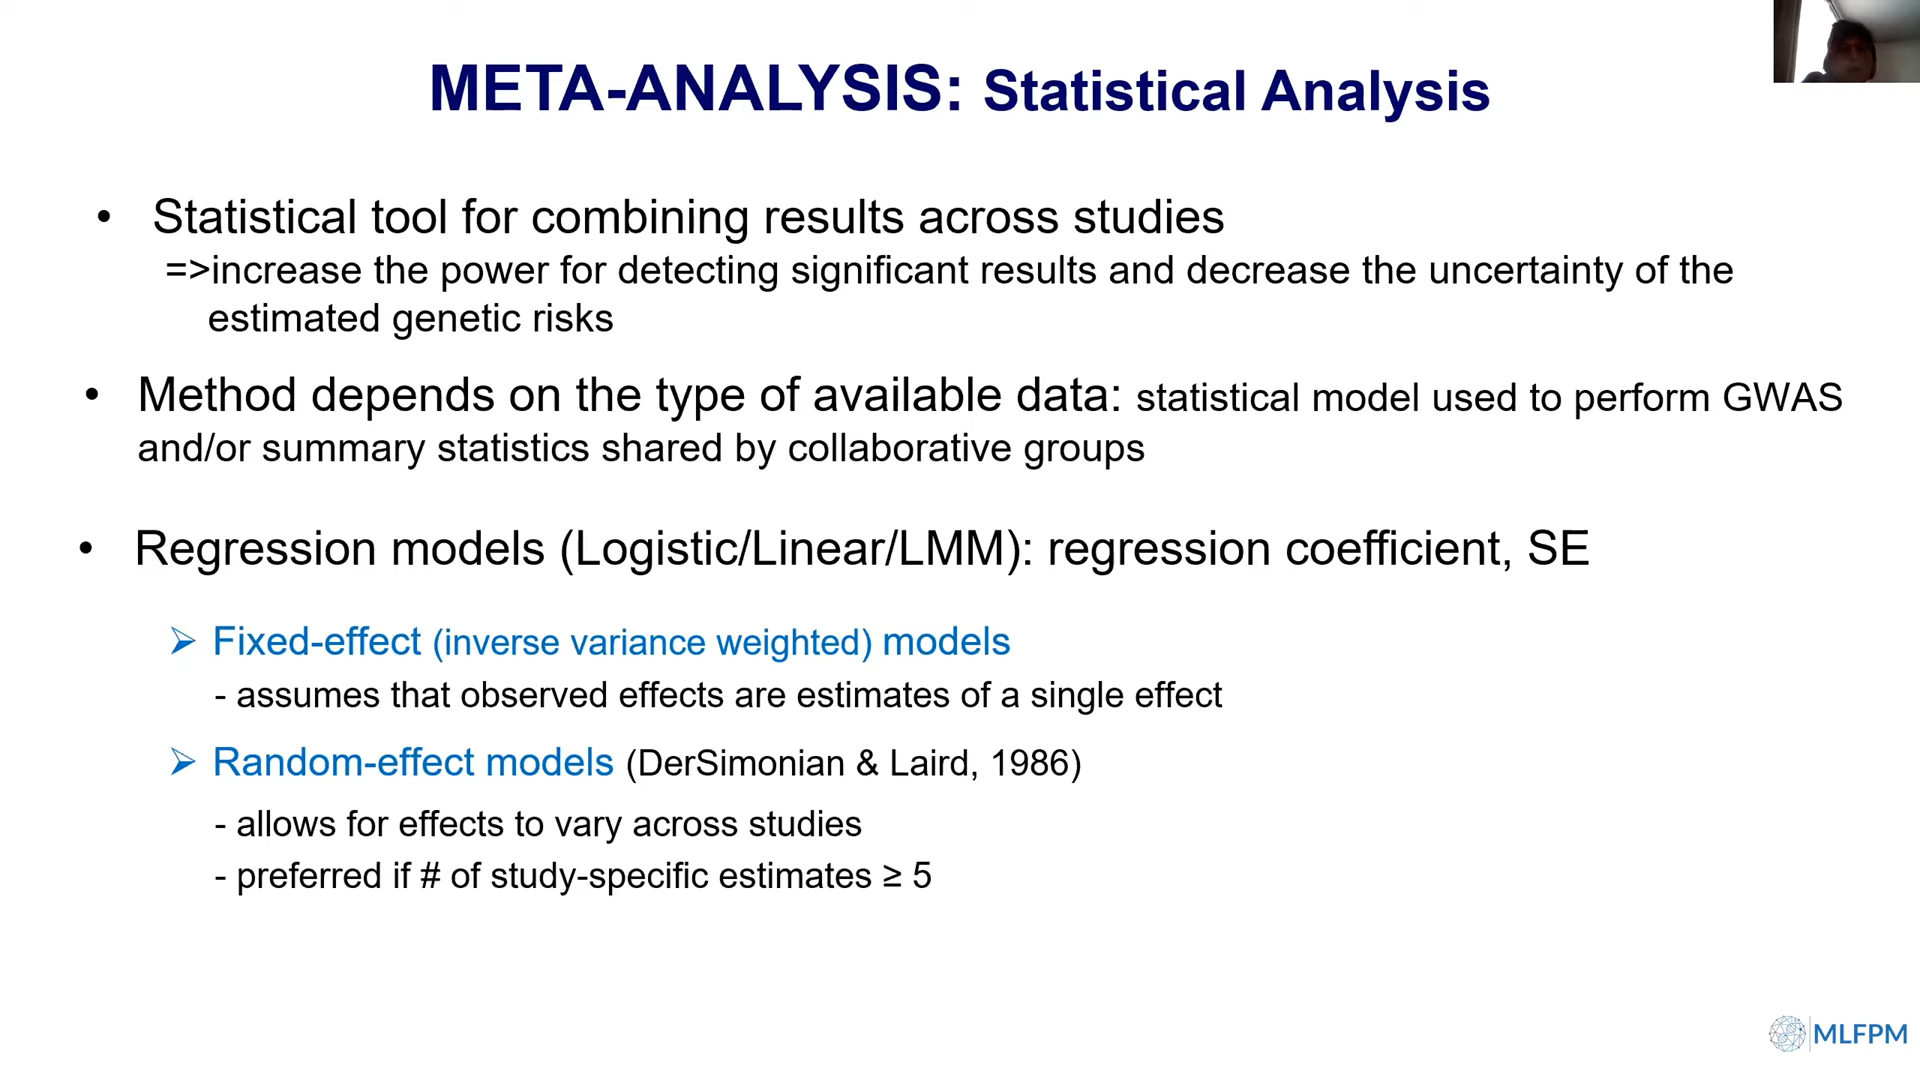 META-ANALYSIS: Statistical Analysis
• Statistical tool for combining results across studies
=>increase the power for detecting significant results and decrease the uncertainty of the
estimated genetic risks
• Method depends on the type of available data: statistical model used to perform GWAS
and/or summary statistics shared by collaborative groups
• Regression models (Logistic/Linear/LMM): regression coefficient, SE
➢ Fixed-effect (inverse variance weighted) models
- assumes that observed effects are estimates of a single effect
➢ Random-effect models (DerSimonian & Laird, 1986)
- allows for effects to vary across studies
- preferred if # of study-specific estimates ≥ 5
MLFPM